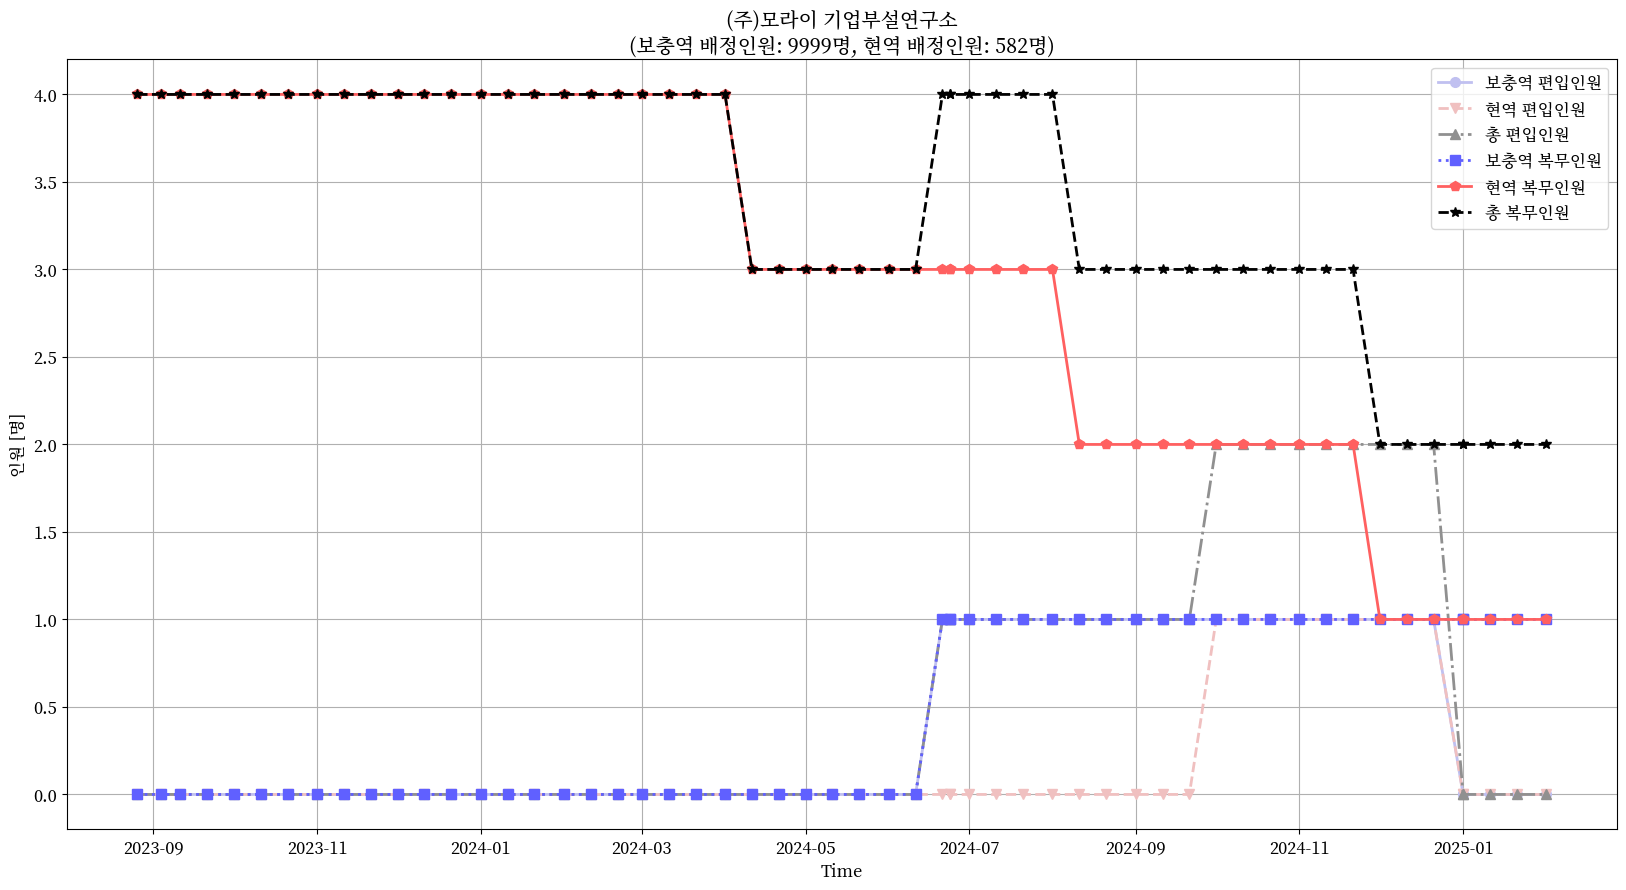 (주)모라이 기업부설연구소
(보충역 배정인원: 9999명, 현역 배정인원: 582명)
보충역 편입인원
현역 편입인원
총 편입인원
보충역 복무인원
현역 복무인원
총 복무인원
인원 [명]
4.0
3.5
3.0
2.5
2.0
1.5
1.0
0.5
0.0
2023-09 2023-11 2024-01 2024-03 2024-05 2024-07 2024-09 2024-11 2025-01
Time